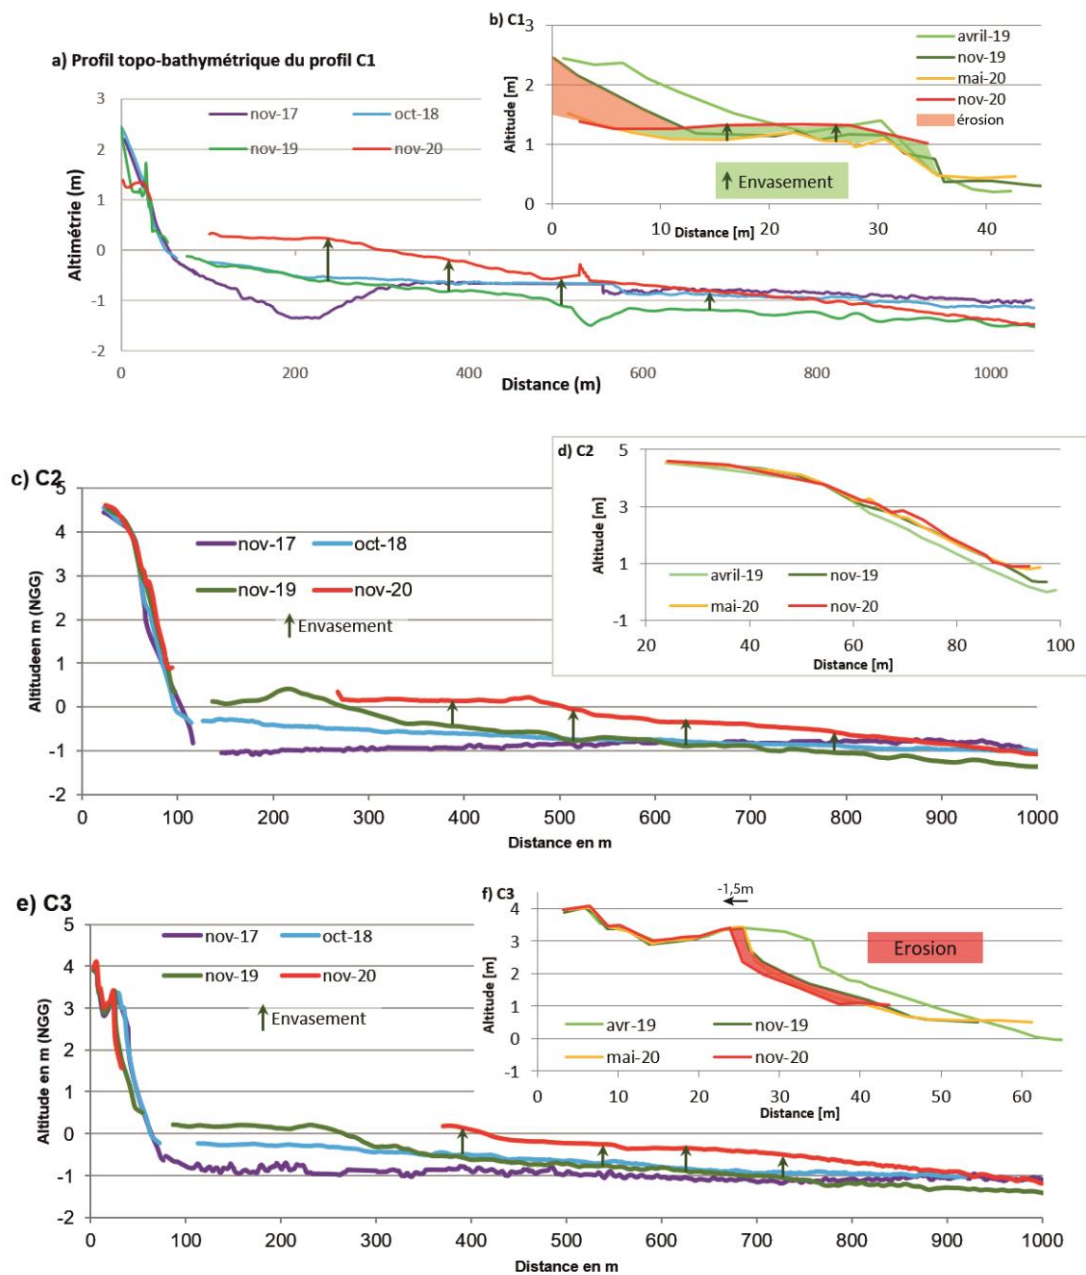 a) Profil topo-bathymétrique du profil C1
Altimétrie (m)
3
2
1
0
-1
-2
nov-17
oct-18
nov-19
nov-20
0
200
400
600
800
1000
Distance (m)
b) C1
Altitude [m]
3
2
1
0
avril-19
nov-19
mai-20
nov-20
érosion
Envasement
0
10
20
30
40
Distance [m]
c) C2
Altitudeen m (NGG)
5
4
3
2
1
0
-1
-2
nov-17
oct-18
nov-19
nov-20
Envasement
0
100
200
300
400
500
600
700
800
900
1000
Distance en m
d) C2
Altitude [m]
5
3
1
-1
avril-19
nov-19
mai-20
nov-20
20
40
60
80
100
Distance [m]
e) C3
Altitude en m (NGG)
5
4
3
2
1
0
-1
-2
nov-17
oct-18
nov-19
nov-20
Envasement
0
100
200
300
400
500
600
700
800
900
1000
Distance en m
f) C3
-1,5m
Altitude [m]
4
3
2
1
0
-1
Erosion
avr-19
nov-19
mai-20
nov-20
0
10
20
30
40
50
60
Distance [m]